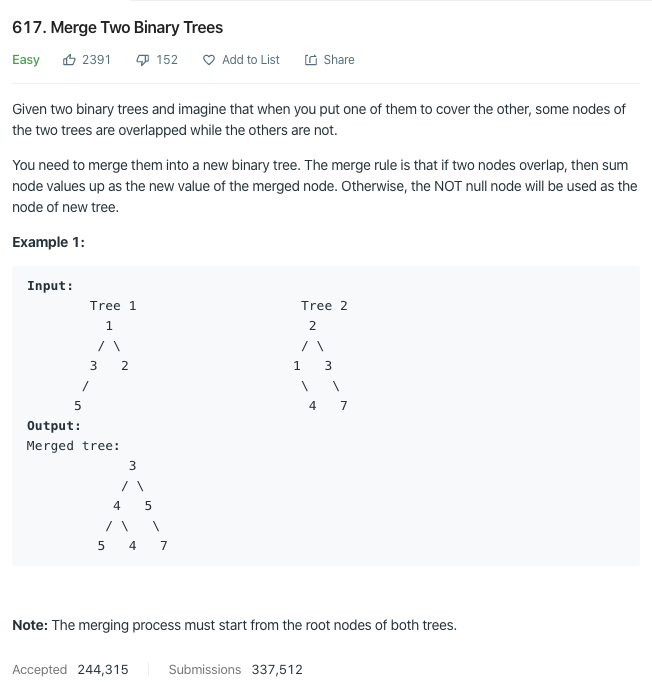 617. Merge Two Binary Trees
Easy 2391 152 Add to List Share
Given two binary trees and imagine that when you put one of them to cover the other, some nodes of
the two trees are overlapped while the others are not.
You need to merge them into a new binary tree. The merge rule is that if two nodes overlap, then sum
node values up as the new value of the merged node. Otherwise, the NOT null node will be used as the
node of new tree.
Example 1:
Input:
Tree 1                     Tree 2
1                         2
/ \                       / \
3   2                     1   3
/                           \   \
5                             4   7
Output:
Merged tree:
3
/ \
4   5
/ \   \
5   4   7
Note: The merging process must start from the root nodes of both trees.
Accepted 244,315 Submissions 337,512